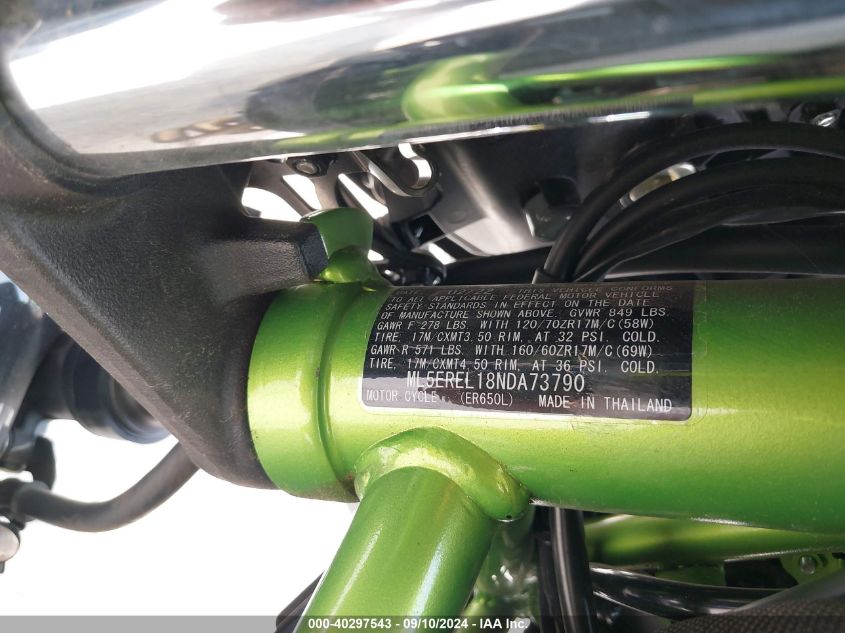 DATE 02/22 THIS VEHICLE CONFORMS
TO ALL APPLICABLE FEDERAL MOTOR VEHICLE
SAFETY STANDARDS IN EFFECT ON THE DATE
OF MANUFACTURE SHOWN ABOVE. GVWR 849 LBS.
GAWR F 278 LBS. WITH 120/70ZR17M/C(58W)
TIRE, 17M/CXMT3.50 RIM, AT 32 PSI. COLD.
GAWR R 571 LBS. WITH 160/60ZR17M/C(69W)
TIRE, 17M/CXMT4.50 RIM, AT 36 PSI. COLD.
ML5EREL18NDA73790
MOTOR CYCLE (ER650L) MADE IN THAILAND
000-40297543 - 09/10/2024 - IAA Inc.